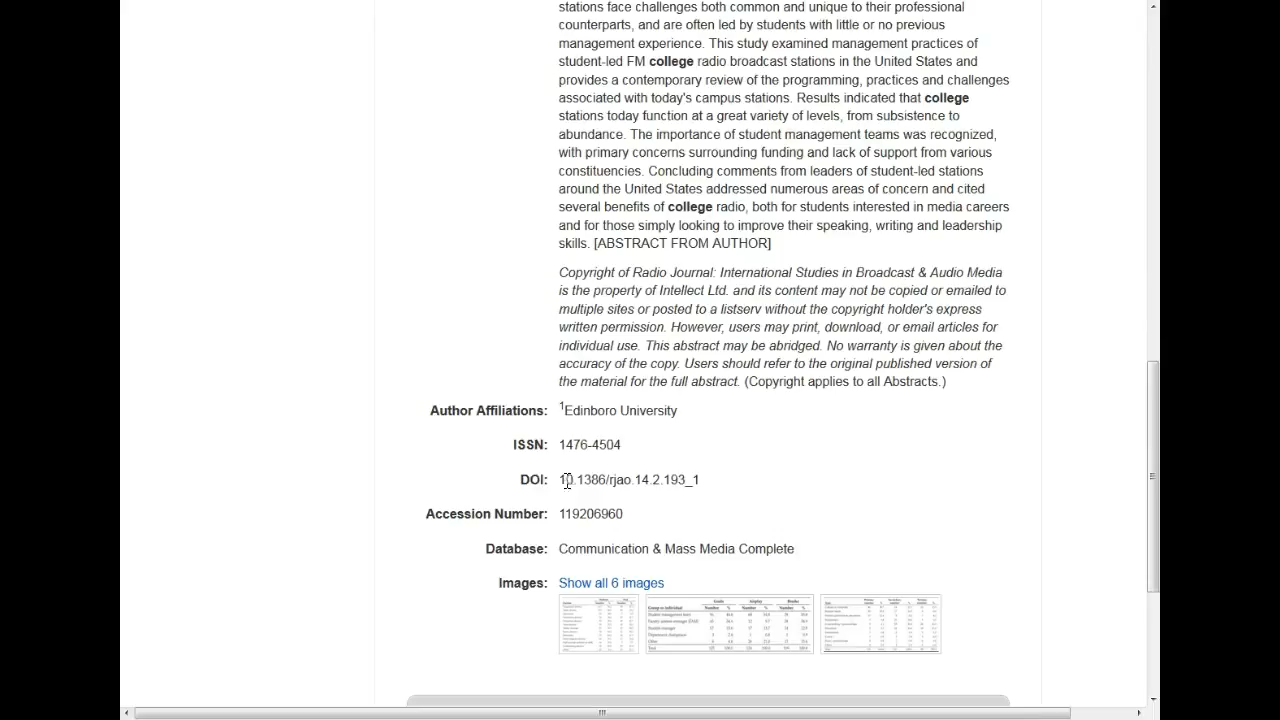 stations face challenges both common and unique to their professional
counterparts, and are often led by students with little or no previous
management experience. This study examined management practices of
student-led FM college radio broadcast stations in the United States and
provides a contemporary review of the programming, practices and challenges
associated with today's campus stations. Results indicated that college
stations today function at a great variety of levels, from subsistence to
abundance. The importance of student management teams was recognized,
with primary concerns surrounding funding and lack of support from various
constituencies. Concluding comments from leaders of student-led stations
around the United States addressed numerous areas of concern and cited
several benefits of college radio, both for students interested in media careers
and for those simply looking to improve their speaking, writing and leadership
skills. [ABSTRACT FROM AUTHOR]
Copyright of Radio Journal: International Studies in Broadcast & Audio Media
is the property of Intellect Ltd. and its content may not be copied or emailed to
multiple sites or posted to a listserv without the copyright holder's express
written permission. However, users may print, download, or email articles for
individual use. This abstract may be abridged. No warranty is given about the
accuracy of the copy. Users should refer to the original published version of
the material for the full abstract. (Copyright applies to all Abstracts.)
Author Affiliations: 1Edinboro University
ISSN: 1476-4504
DOI: 10.1386/rjao.14.2.193_1
Accession Number: 119206960
Database: Communication & Mass Media Complete
Images: Show all 6 images